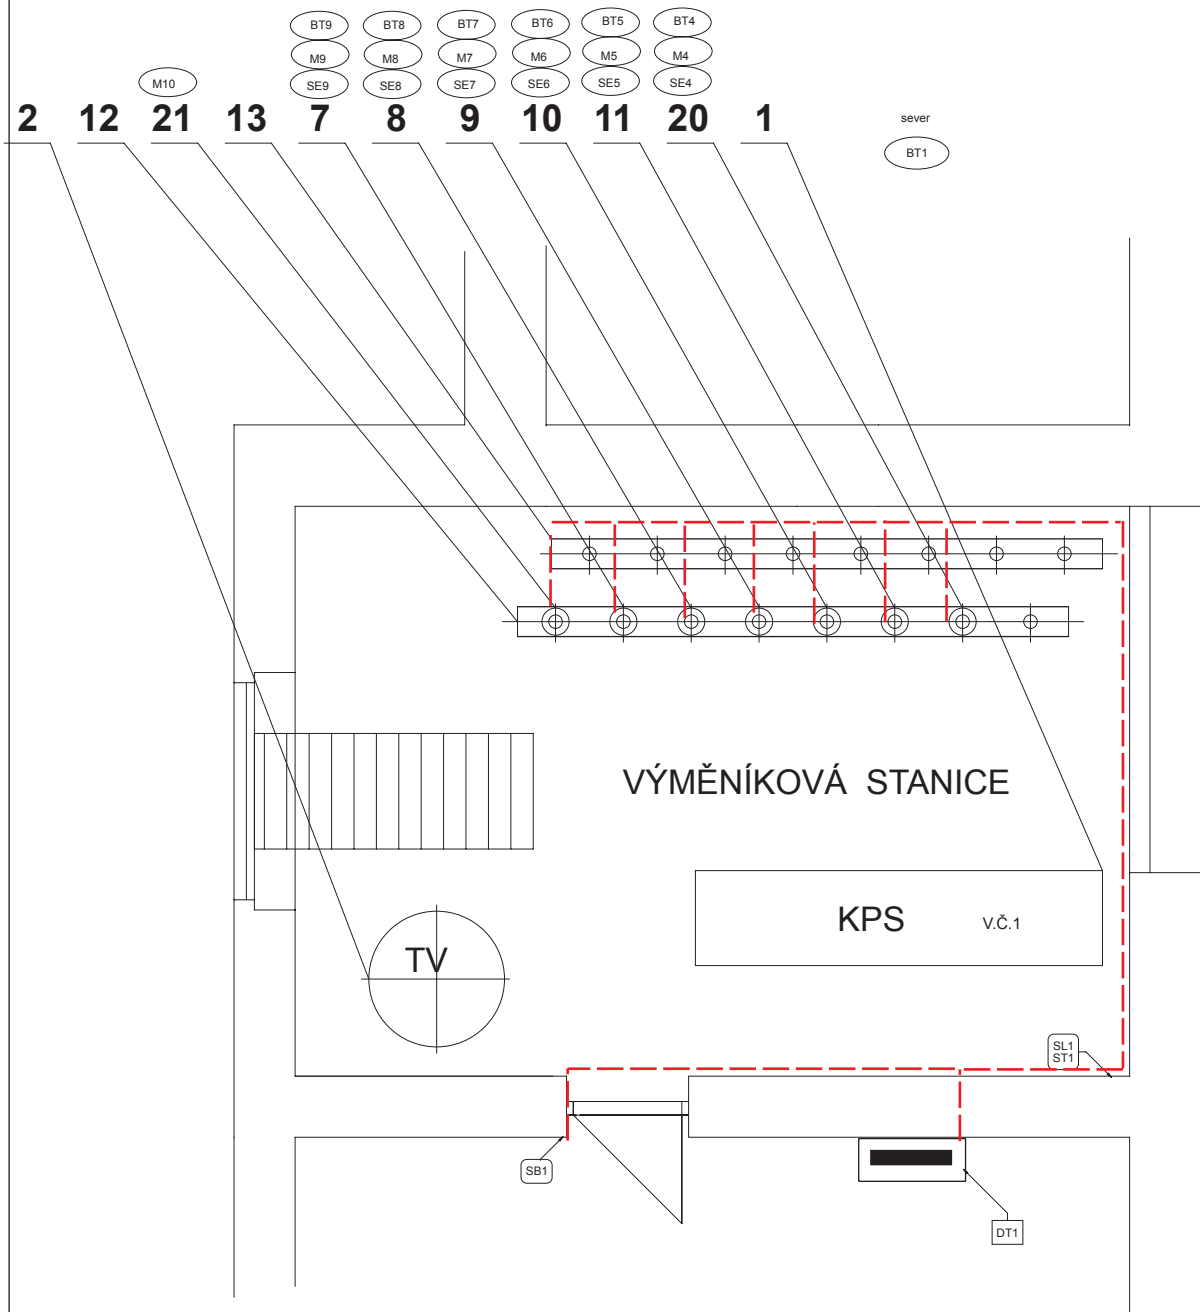 BT9 BT8 BT7 BT6 BT5 BT4
M9 M8 M7 M6 M5 M4
M10 SE9 SE8 SE7 SE6 SE5 SE4
2 12 21 13 7 8 9 10 11 20 1
sever
BT1
VÝMĚNÍKOVÁ STANICE
KPS V.Č.1
TV
SL1
ST1
SB1
DT1